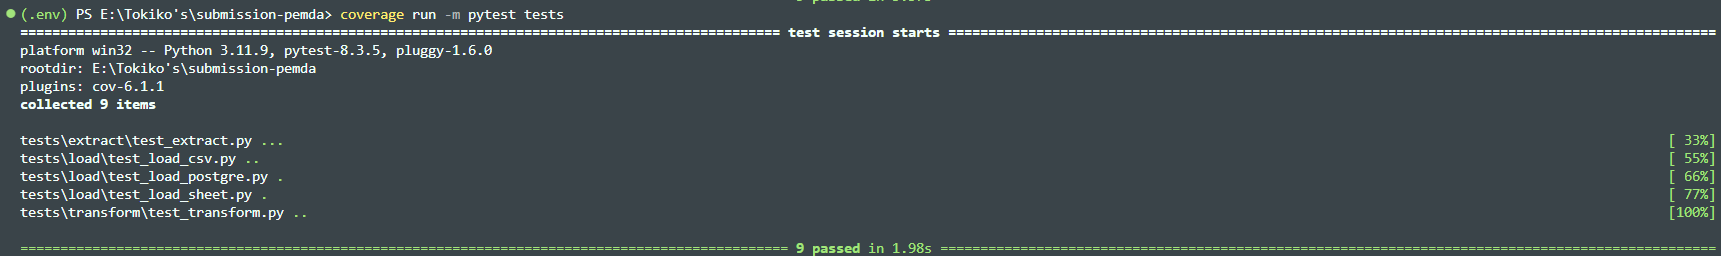 (.env) PS E:\Tokiko's\submission-pemda> coverage run -m pytest tests
================================================================================================ test session starts ================================================================================================
platform win32 -- Python 3.11.9, pytest-8.3.5, pluggy-1.6.0
rootdir: E:\Tokiko's\submission-pemda
plugins: cov-6.1.1
collected 9 items
tests\extract\test_extract.py ... [ 33%]
tests\load\test_load_csv.py .. [ 55%]
tests\load\test_load_postgre.py . [ 66%]
tests\load\test_load_sheet.py . [ 77%]
tests\transform\test_transform.py .. [100%]
================================================================================================ 9 passed in 1.98s =================================================================================================